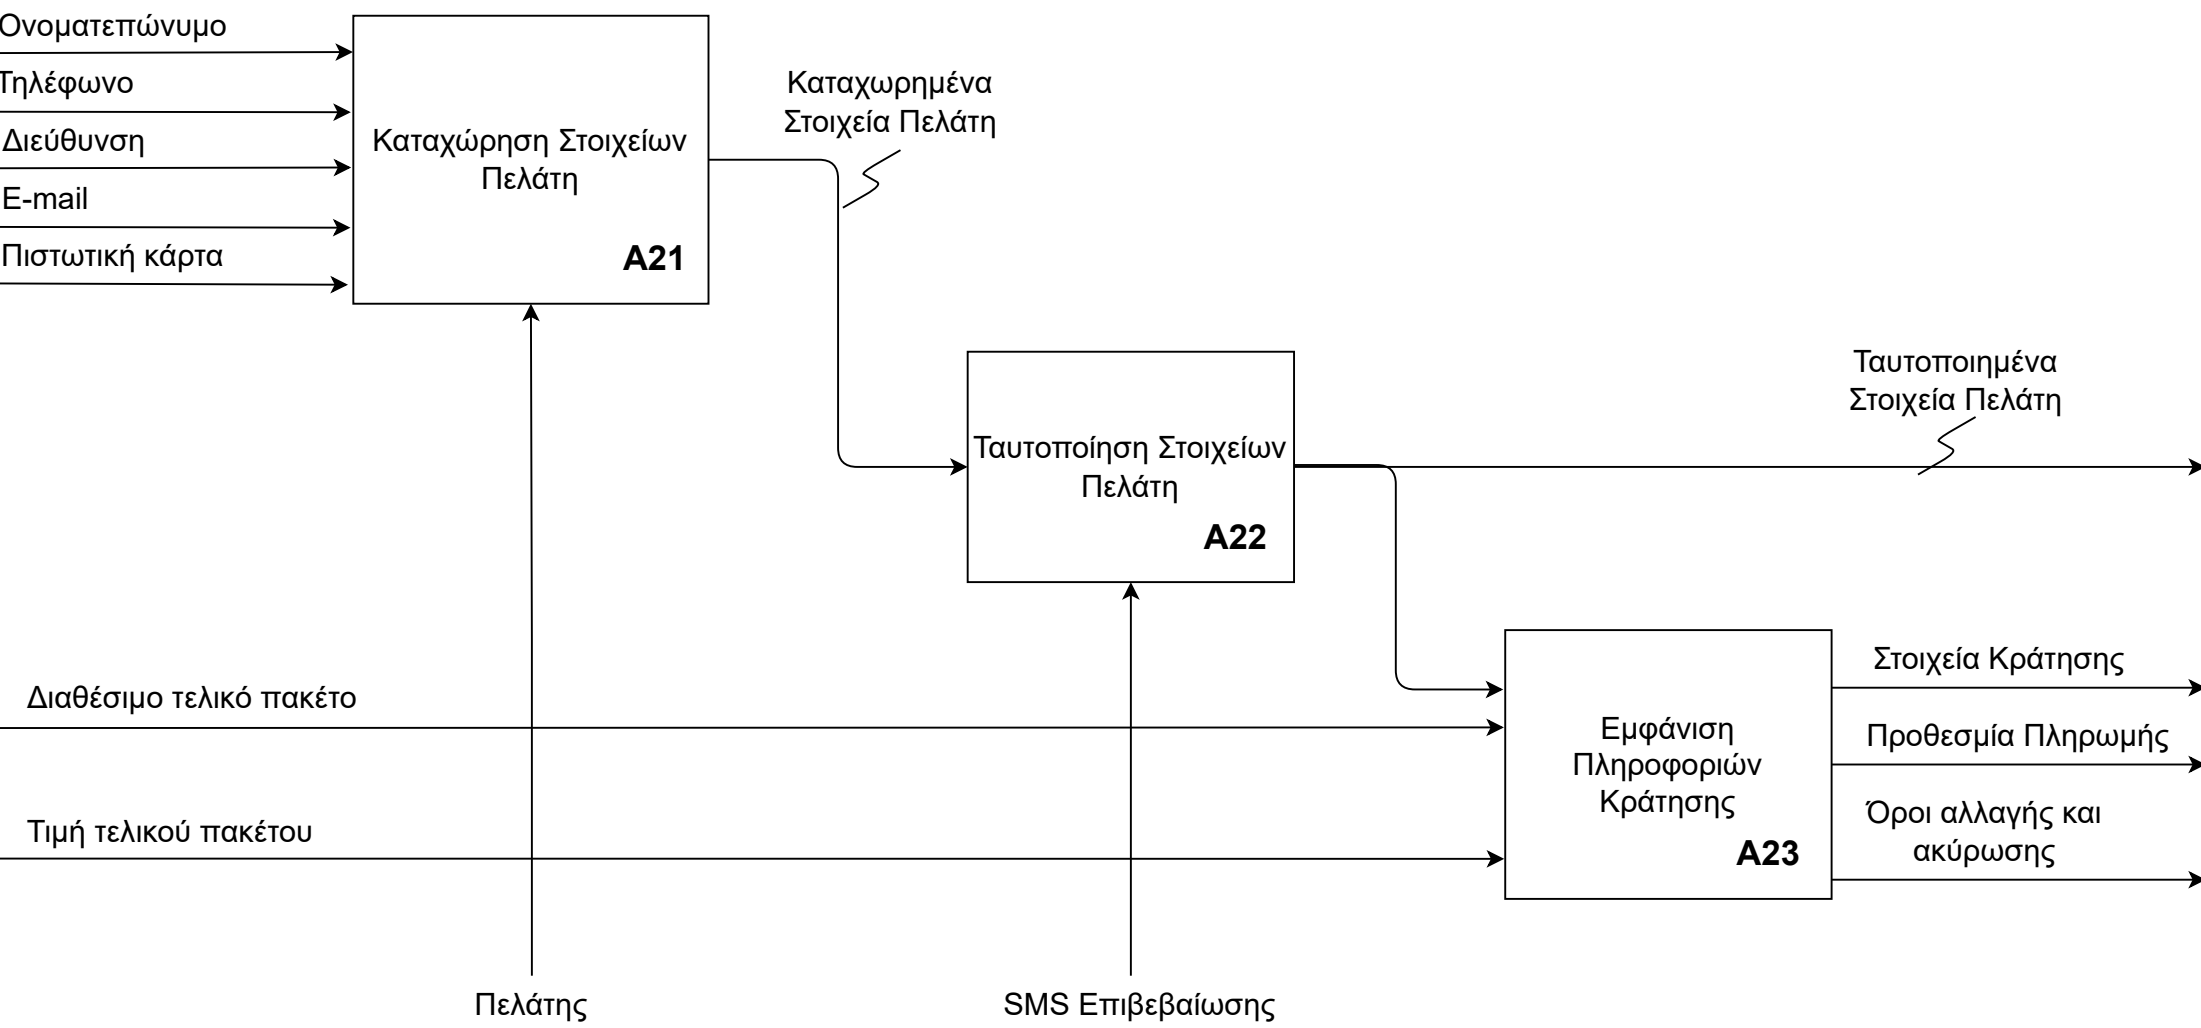 Ονοματεπώνυμο
Τηλέφωνο
Διεύθυνση
E-mail
Πιστωτική κάρτα
Καταχώρηση Στοιχείων
Πελάτη
A21
Καταχωρημένα
Στοιχεία Πελάτη
Ταυτοποίηση Στοιχείων
Πελάτη
A22
Ταυτοποιημένα
Στοιχεία Πελάτη
Διαθέσιμο τελικό πακέτο
Τιμή τελικού πακέτου
Εμφάνιση
Πληροφοριών
Κράτησης
A23
Στοιχεία Κράτησης
Προθεσμία Πληρωμής
Όροι αλλαγής και
ακύρωσης
Πελάτης
SMS Επιβεβαίωσης